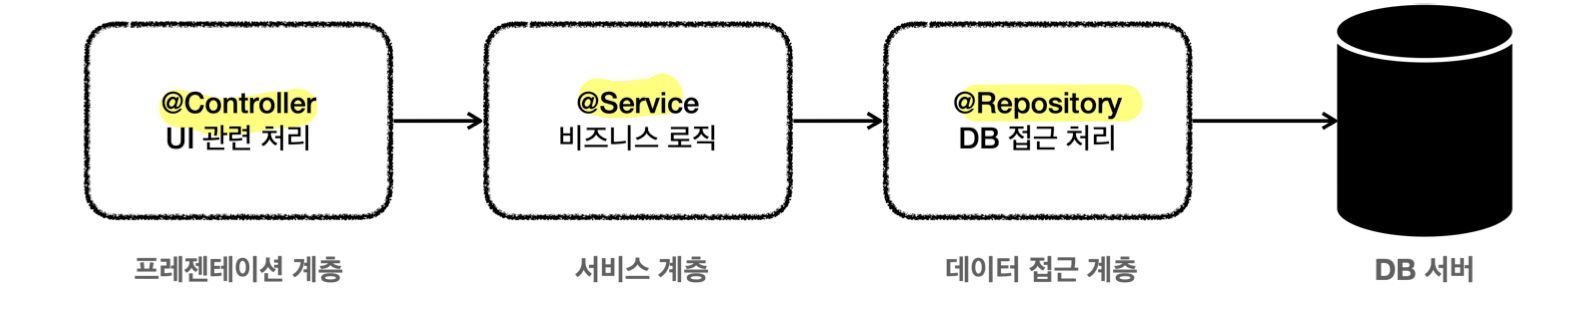 @Controller
UI 관련 처리
@Service
비즈니스 로직
@Repository
DB 접근 처리
프레젠테이션 계층
서비스 계층
데이터 접근 계층
DB 서버